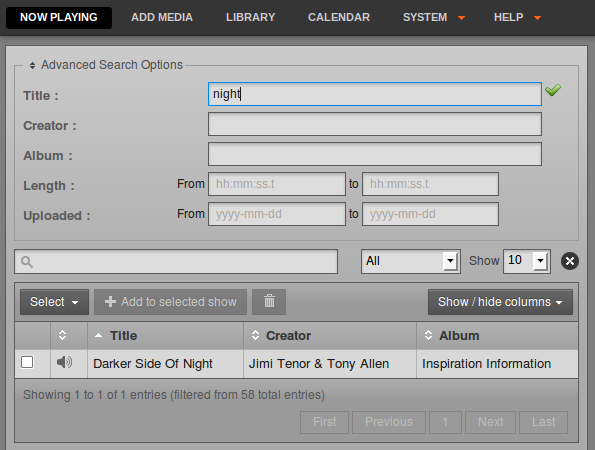 NOW PLAYING ADD MEDIA LIBRARY CALENDAR SYSTEM HELP
Advanced Search Options
Title : night
Creator :
Album :
Length : From hh:mm:ss.t to hh:mm:ss.t
Uploaded : From yyyy-mm-dd to yyyy-mm-dd
All Show 10
Select + Add to selected show Show / hide columns
Title Creator Album
Darker Side Of Night Jimi Tenor & Tony Allen Inspiration Information
Showing 1 to 1 of 1 entries (filtered from 58 total entries)
First Previous 1 Next Last